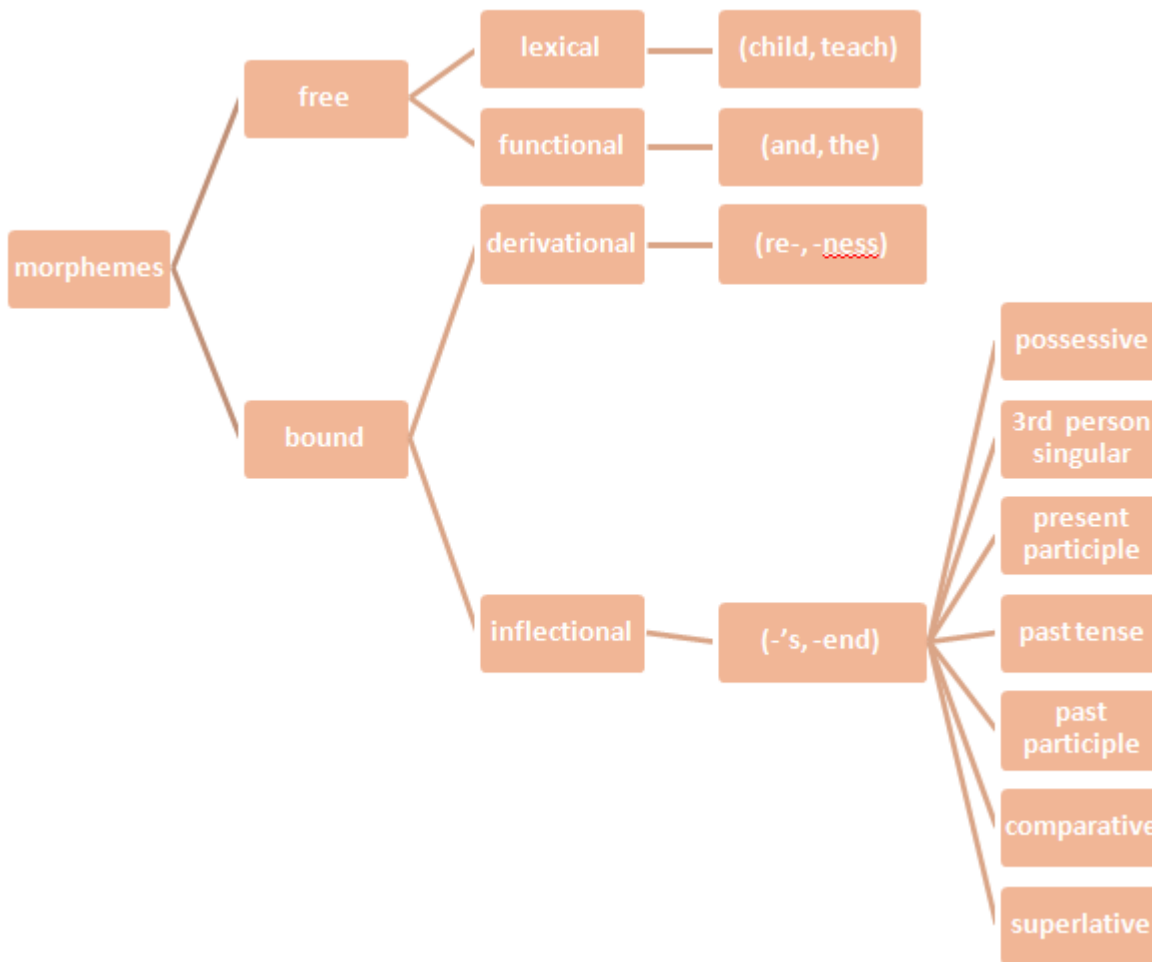 morphemes
free
lexical
(child, teach)
functional
(and, the)
bound
derivational
(re-, -ness)
inflectional
(-’s, -end)
possessive
3rd person
singular
present
participle
past tense
past
participle
comparative
superlative